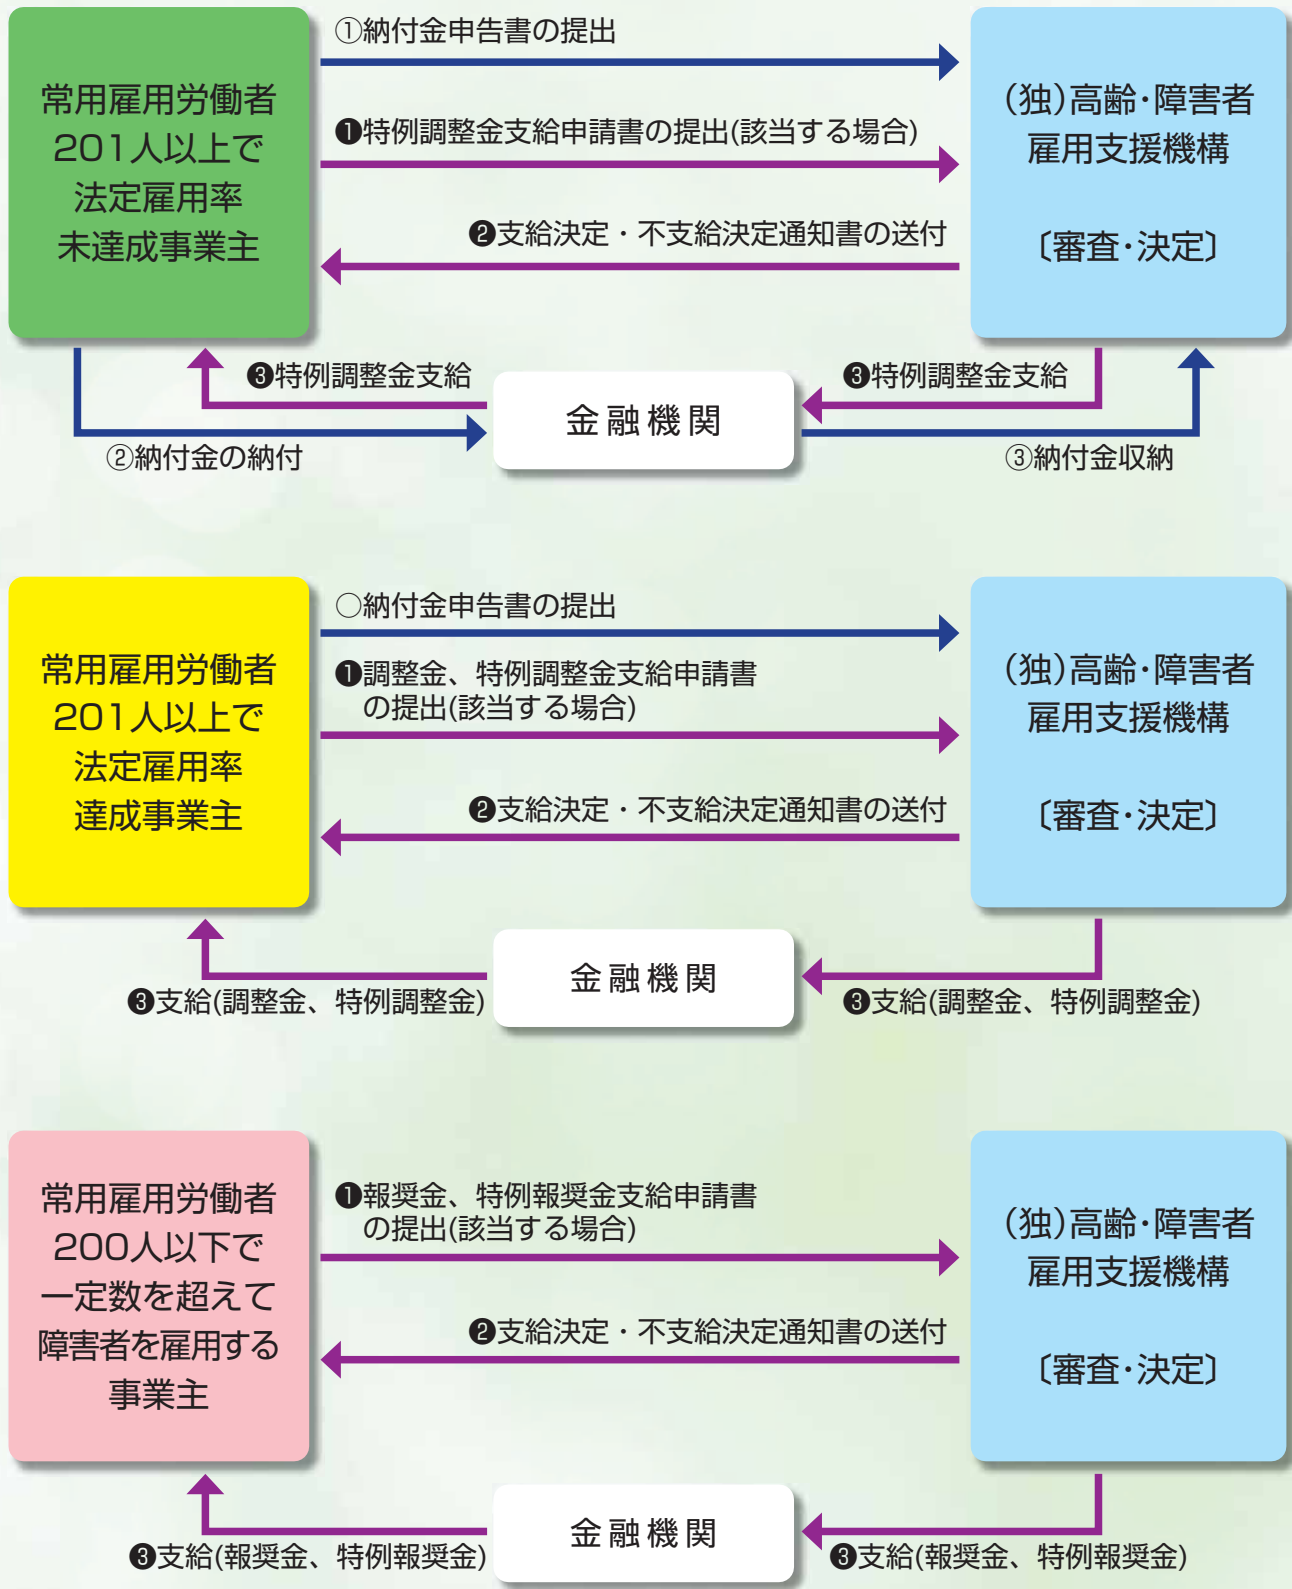 常用雇用労働者
201人以上で
法定雇用率
未達成事業主
①納付金申告書の提出
❶特例調整金支給申請書の提出(該当する場合)
❷支給決定・不支給決定通知書の送付
(独)高齢・障害者
雇用支援機構
〔審査・決定〕
❸特例調整金支給
金融機関
❸特例調整金支給
②納付金の納付
③納付金収納
常用雇用労働者
201人以上で
法定雇用率
達成事業主
○納付金申告書の提出
❶調整金、特例調整金支給申請書
の提出(該当する場合)
❷支給決定・不支給決定通知書の送付
(独)高齢・障害者
雇用支援機構
〔審査・決定〕
金融機関
❸支給(調整金、特例調整金)
❸支給(調整金、特例調整金)
常用雇用労働者
200人以下で
一定数を超えて
障害者を雇用する
事業主
❶報奨金、特例報奨金支給申請書
の提出(該当する場合)
❷支給決定・不支給決定通知書の送付
(独)高齢・障害者
雇用支援機構
〔審査・決定〕
金融機関
❸支給(報奨金、特例報奨金)
❸支給(報奨金、特例報奨金)